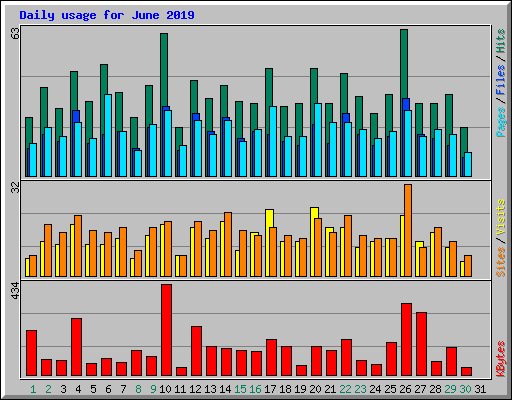 Daily usage for June 2019
63
Pages / Files / Hits
32
Sites / Visits
434
KBytes
1 2 3 4 5 6 7 8 9 10 11 12 13 14 15 16 17 18 19 20 21 22 23 24 25 26 27 28 29 30 31